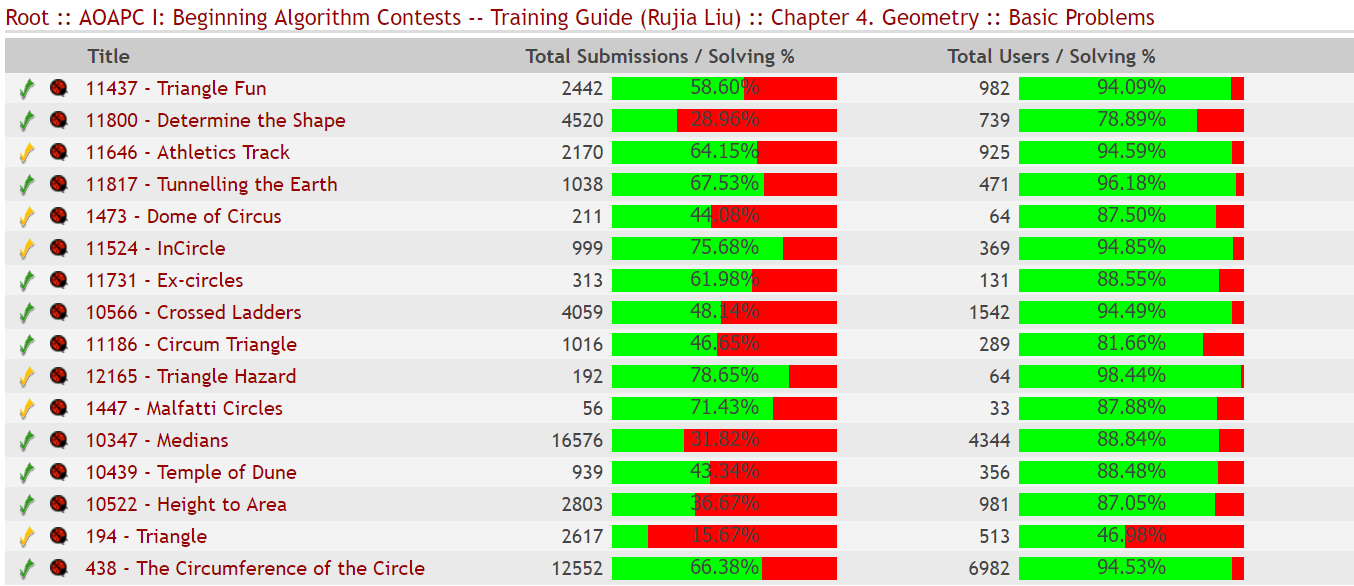 Root :: AOAPC I: Beginning Algorithm Contests -- Training Guide (Rujia Liu) :: Chapter 4. Geometry :: Basic Problems
Title Total Submissions / Solving % Total Users / Solving %
11437 - Triangle Fun 2442 58.60% 982 94.09%
11800 - Determine the Shape 4520 28.96% 739 78.89%
11646 - Athletics Track 2170 64.15% 925 94.59%
11817 - Tunnelling the Earth 1038 67.53% 471 96.18%
1473 - Dome of Circus 211 44.08% 64 87.50%
11524 - InCircle 999 75.68% 369 94.85%
11731 - Ex-circles 313 61.98% 131 88.55%
10566 - Crossed Ladders 4059 48.14% 1542 94.49%
11186 - Circum Triangle 1016 46.65% 289 81.66%
12165 - Triangle Hazard 192 78.65% 64 98.44%
1447 - Malfatti Circles 56 71.43% 33 87.88%
10347 - Medians 16576 31.82% 4344 88.84%
10439 - Temple of Dune 939 43.34% 356 88.48%
10522 - Height to Area 2803 36.67% 981 87.05%
194 - Triangle 2617 15.67% 513 46.98%
438 - The Circumference of the Circle 12552 66.38% 6982 94.53%